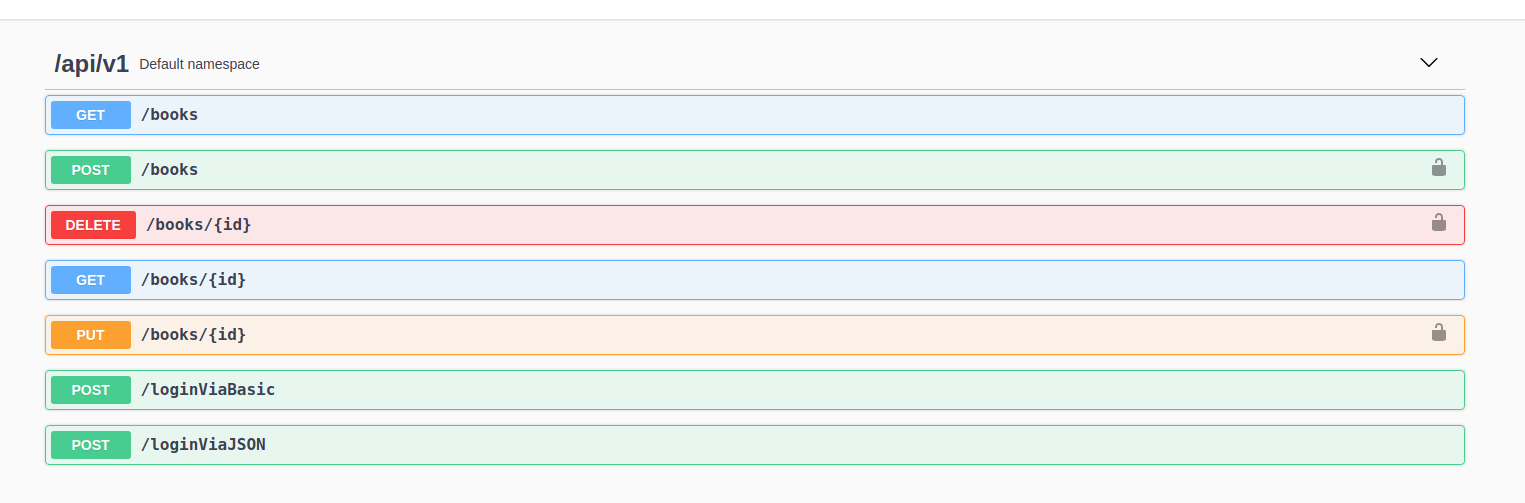 /api/v1 Default namespace
GET /books
POST /books
DELETE /books/{id}
GET /books/{id}
PUT /books/{id}
POST /loginViaBasic
POST /loginViaJSON